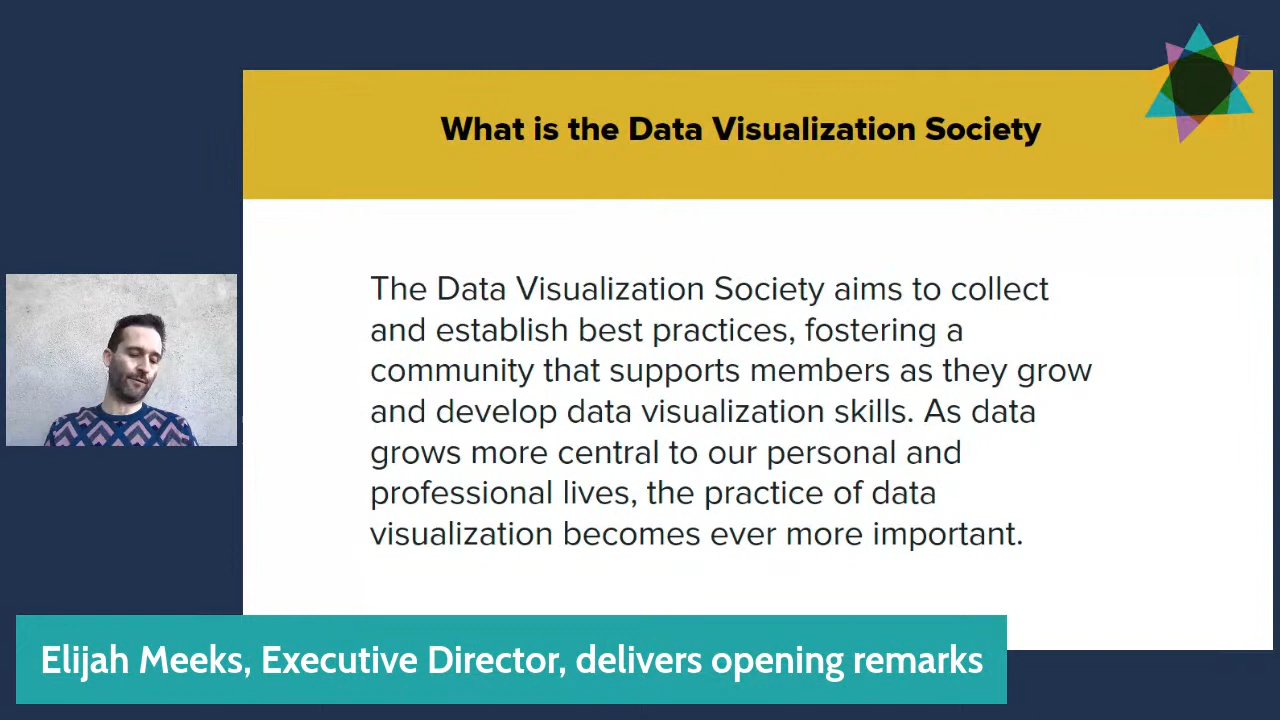 What is the Data Visualization Society
The Data Visualization Society aims to collect
and establish best practices, fostering a
community that supports members as they grow
and develop data visualization skills. As data
grows more central to our personal and
professional lives, the practice of data
visualization becomes ever more important.
Elijah Meeks, Executive Director, delivers opening remarks